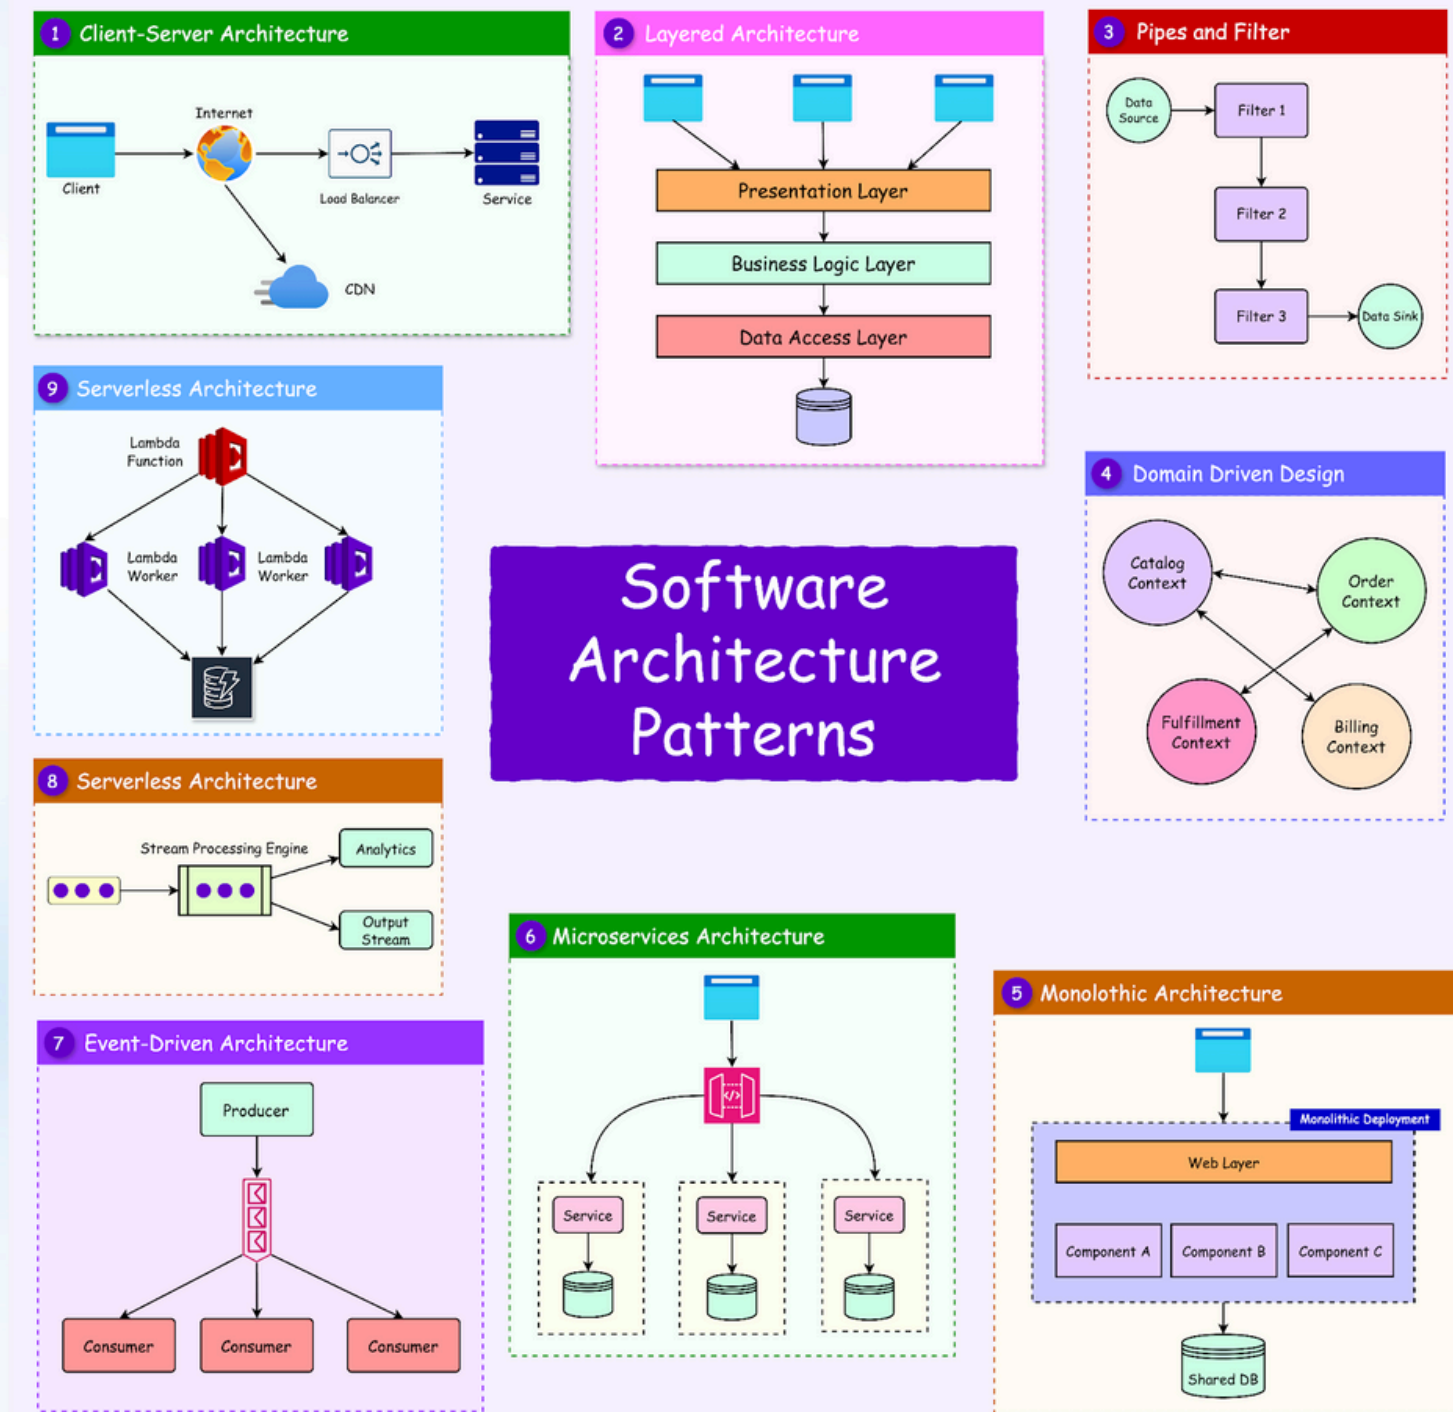 1 Client-Server Architecture
Internet
Client
Load Balancer
Service
CDN
2 Layered Architecture
Presentation Layer
Business Logic Layer
Data Access Layer
3 Pipes and Filter
Data
Source
Filter 1
Filter 2
Filter 3
Data Sink
9 Serverless Architecture
Lambda
Function
Lambda
Worker
Lambda
Worker
Software
Architecture
Patterns
4 Domain Driven Design
Catalog
Context
Order
Context
Fulfillment
Context
Billing
Context
8 Serverless Architecture
Stream Processing Engine
Analytics
Output
Stream
6 Microservices Architecture
</>
Service
Service
Service
5 Monolothic Architecture
Monolithic Deployment
Web Layer
Component A
Component B
Component C
Shared DB
7 Event-Driven Architecture
Producer
Consumer
Consumer
Consumer